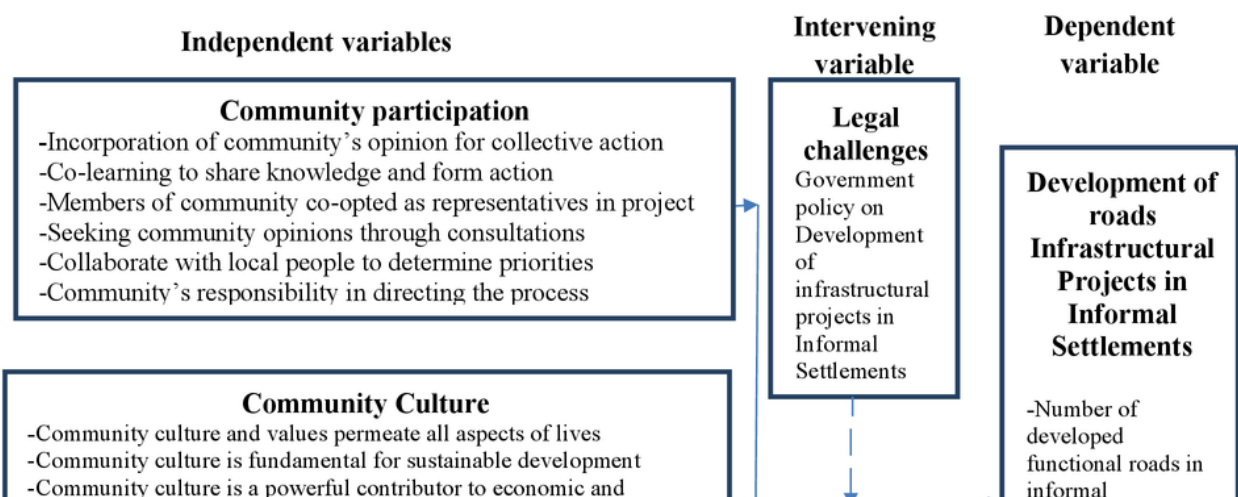 Independent variables
Intervening
variable
Dependent
variable
Community participation
-Incorporation of community’s opinion for collective action
-Co-learning to share knowledge and form action
-Members of community co-opted as representatives in project
-Seeking community opinions through consultations
-Collaborate with local people to determine priorities
-Community’s responsibility in directing the process
Community Culture
-Community culture and values permeate all aspects of lives
-Community culture is fundamental for sustainable development
-Community culture is a powerful contributor to economic and
Legal
challenges
Government
policy on
Development
of
infrastructural
projects in
Informal
Settlements
Development of
roads
Infrastructural
Projects in
Informal
Settlements
-Number of
developed
functional roads in
informal